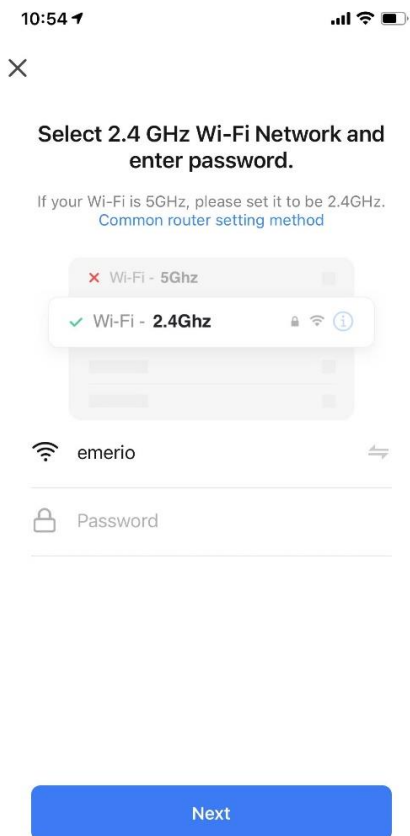 10:54
Select 2.4 GHz Wi-Fi Network and
enter password.
If your Wi-Fi is 5GHz, please set it to be 2.4GHz.
Common router setting method
Wi-Fi - 5Ghz
Wi-Fi - 2.4Ghz
emerio
Password
Next